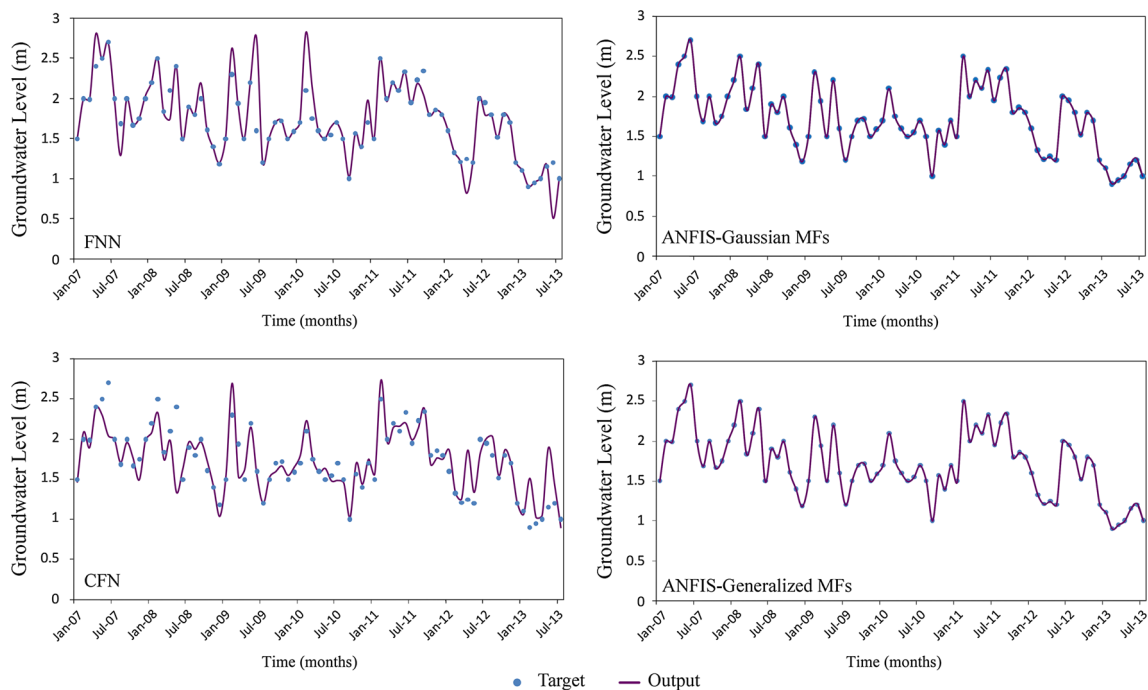 3
2.5
2
1.5
1
0.5
0
Groundwater Level (m)
FNN
Jan-07
Jul-07
Jan-08
Jul-08
Jan-09
Jul-09
Jan-10
Jul-10
Jan-11
Jul-11
Jan-12
Jul-12
Jan-13
Jul-13
Time (months)
3
2.5
2
1.5
1
0.5
0
Groundwater Level (m)
ANFIS-Gaussian MFs
Jan-07
Jul-07
Jan-08
Jul-08
Jan-09
Jul-09
Jan-10
Jul-10
Jan-11
Jul-11
Jan-12
Jul-12
Jan-13
Jul-13
Time (months)
3
2.5
2
1.5
1
0.5
0
Groundwater Level (m)
CFN
Jan-07
Jul-07
Jan-08
Jul-08
Jan-09
Jul-09
Jan-10
Jul-10
Jan-11
Jul-11
Jan-12
Jul-12
Jan-13
Jul-13
Time (months)
3
2.5
2
1.5
1
0.5
0
Groundwater Level (m)
ANFIS-Generalized MFs
Jan-07
Jul-07
Jan-08
Jul-08
Jan-09
Jul-09
Jan-10
Jul-10
Jan-11
Jul-11
Jan-12
Jul-12
Jan-13
Jul-13
Time (months)
Target
Output